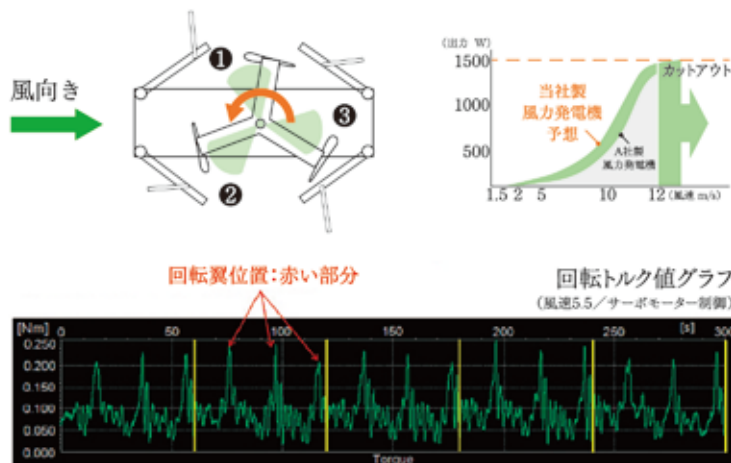 風向き
❶
❷
❸
(出力 W)
1500
1000
500
カットアウト
当社製
風力発電機
予想
A社製
風力発電機
1.5 2 5 10 12 (風速 m/s)
回転翼位置：赤い部分
回転トルク値グラフ
(風速5.5／サーボモーター制御)
[Nm] 0 50 100 150 200 250 [s] 300
0.250
0.200
0.150
0.100
0.050
0.000
Torque